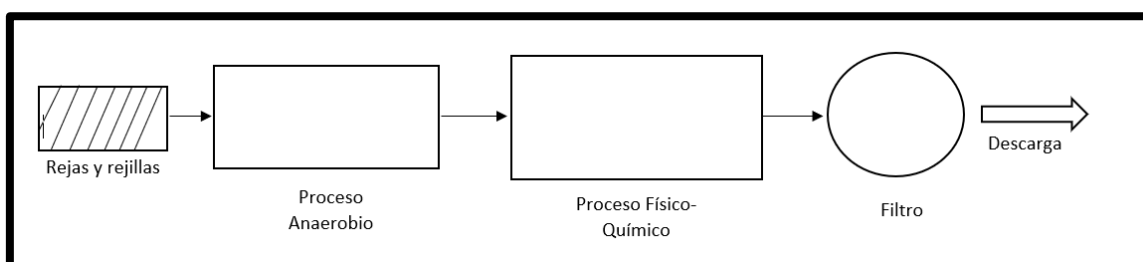 Rejas y rejillas
Proceso
Anaerobio
Proceso Físico-
Químico
Filtro
Descarga